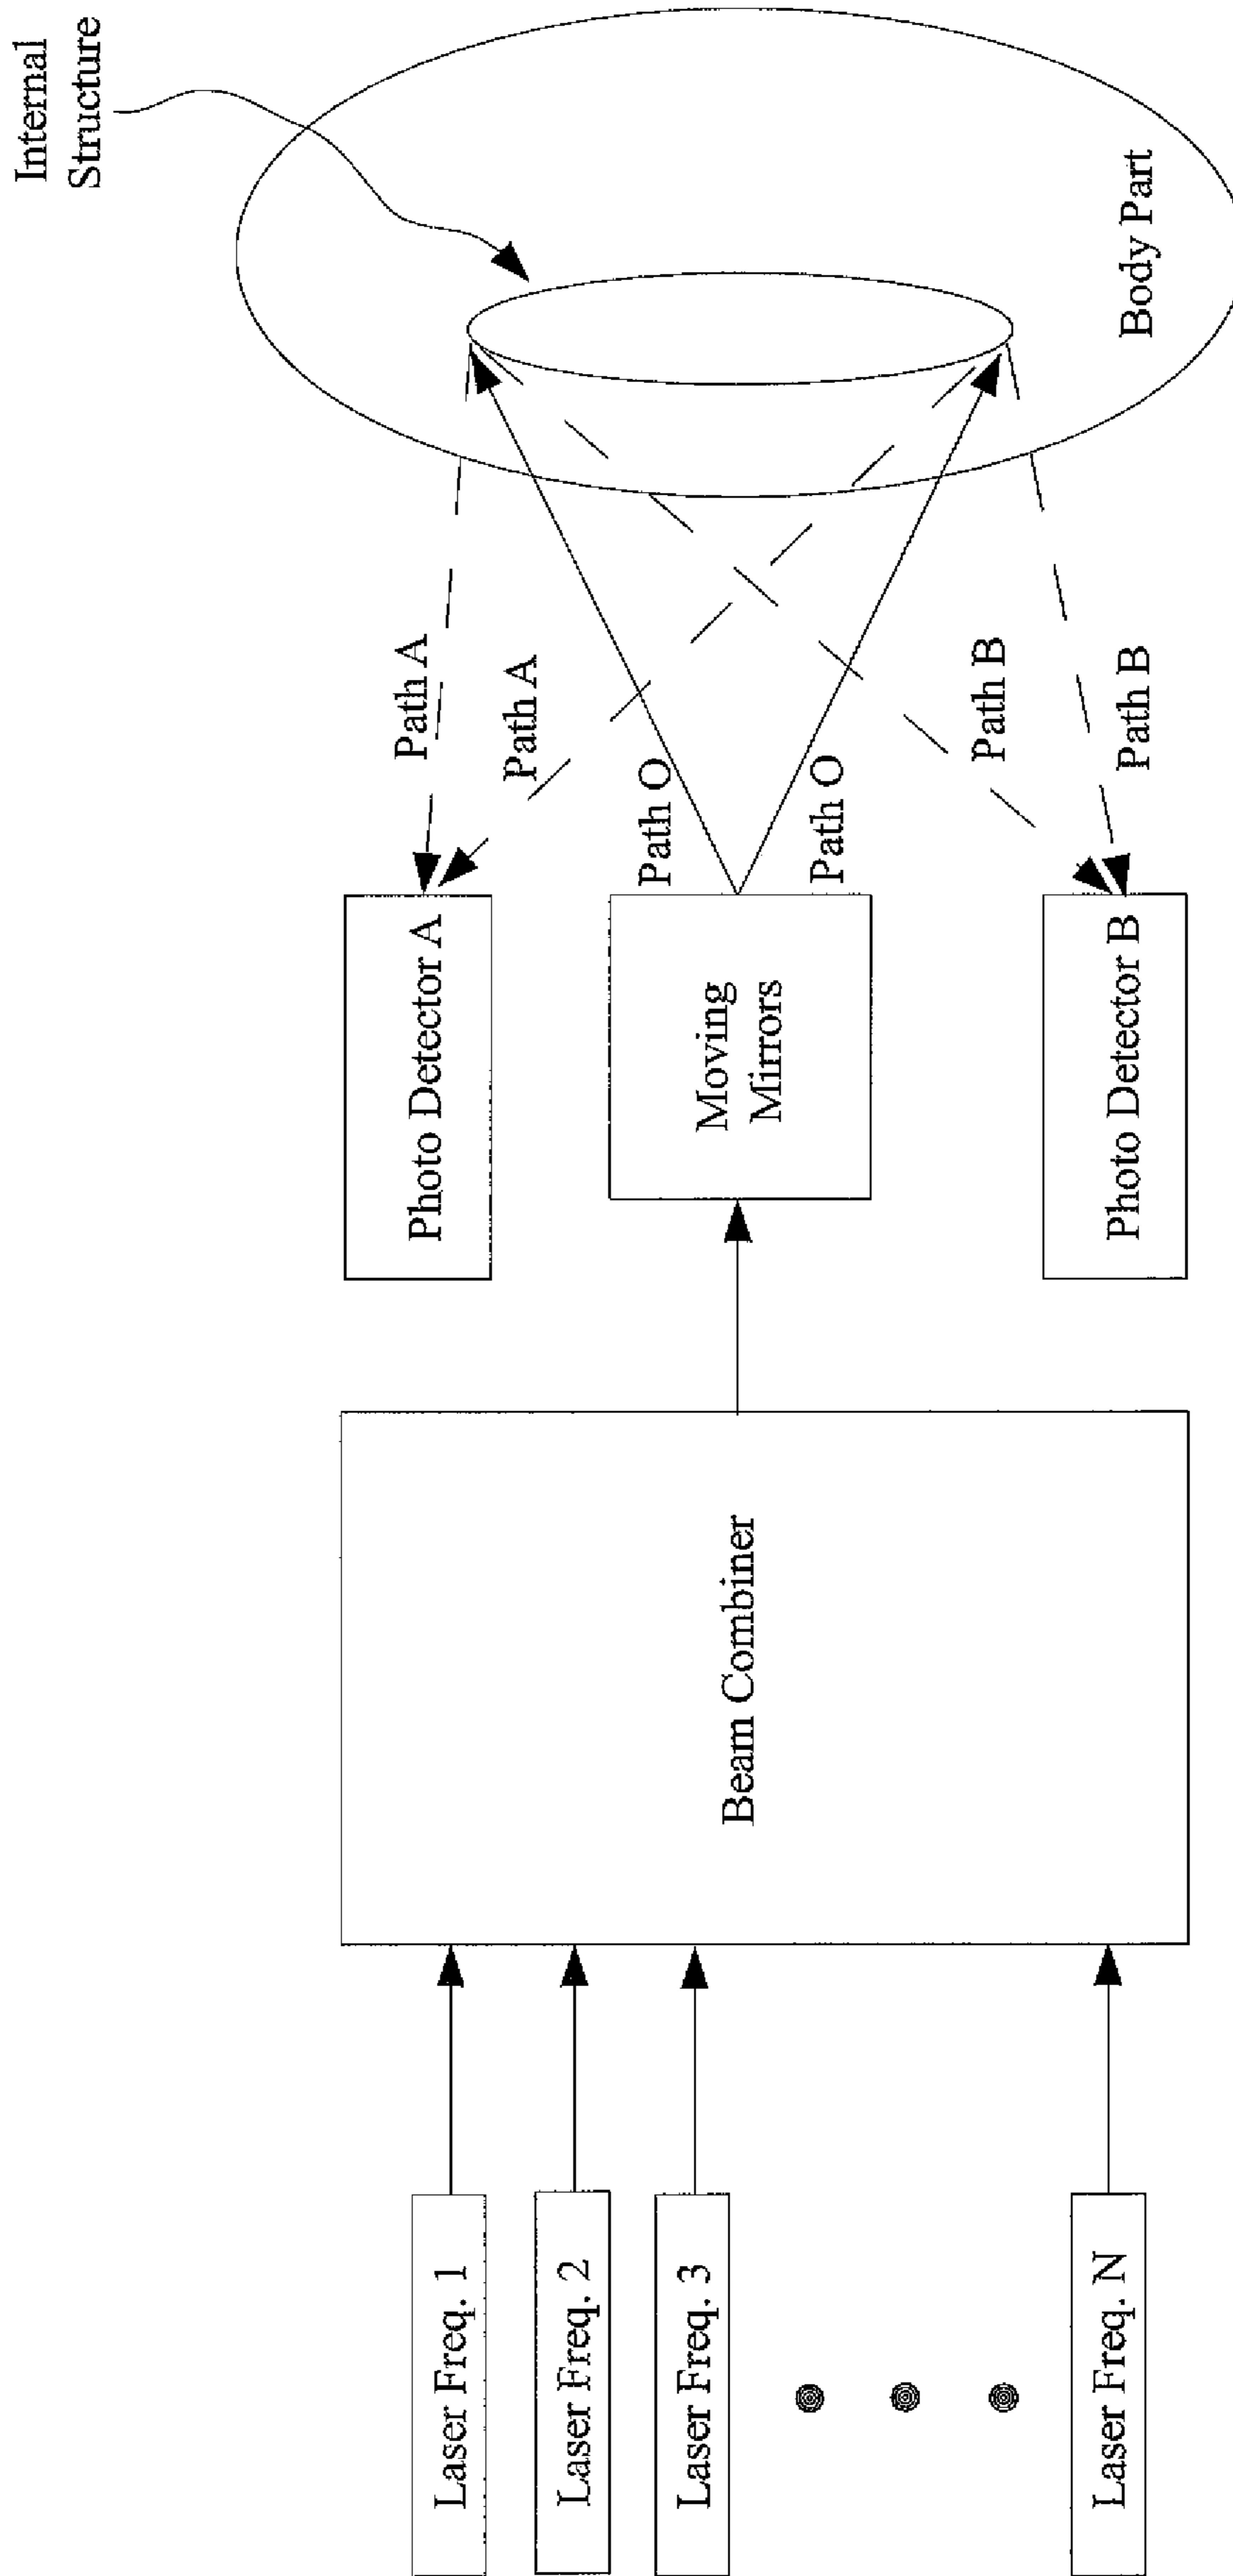 Internal
Structure
Body Part
Path A
Path A
Path O
Path O
Path B
Path B
Photo Detector A
Moving
Mirrors
Photo Detector B
Beam Combiner
Laser Freq. 1
Laser Freq. 2
Laser Freq. 3
Laser Freq. N